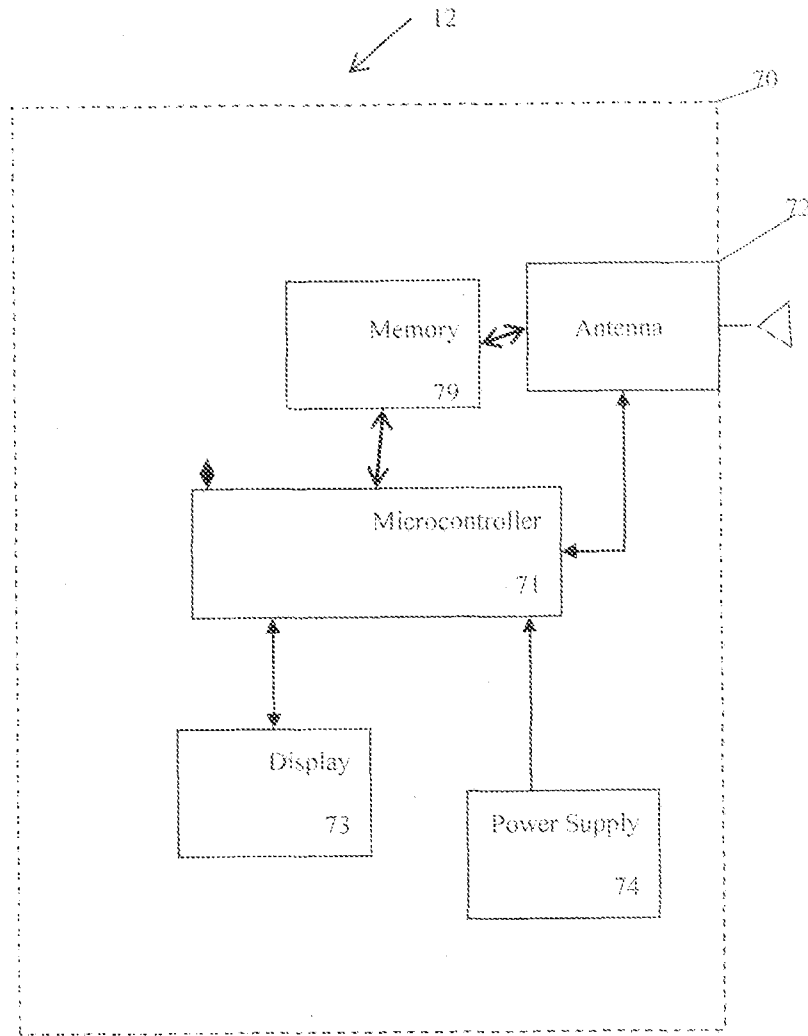 12
70
72
Memory
79
Antenna
Microcontroller
71
Display
73
Power Supply
74